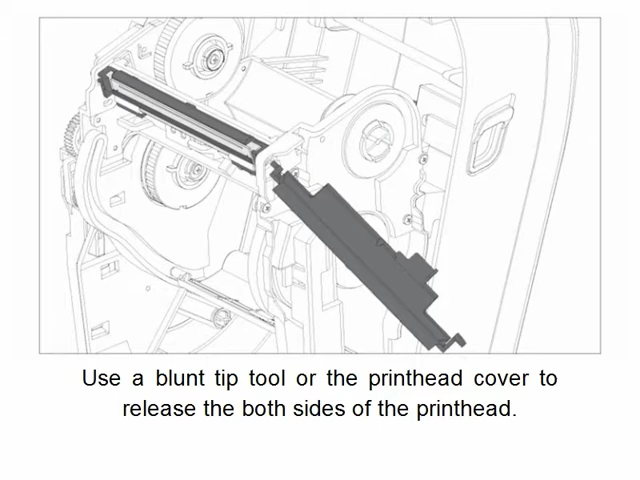 Use a blunt tip tool or the printhead cover to
release the both sides of the printhead.